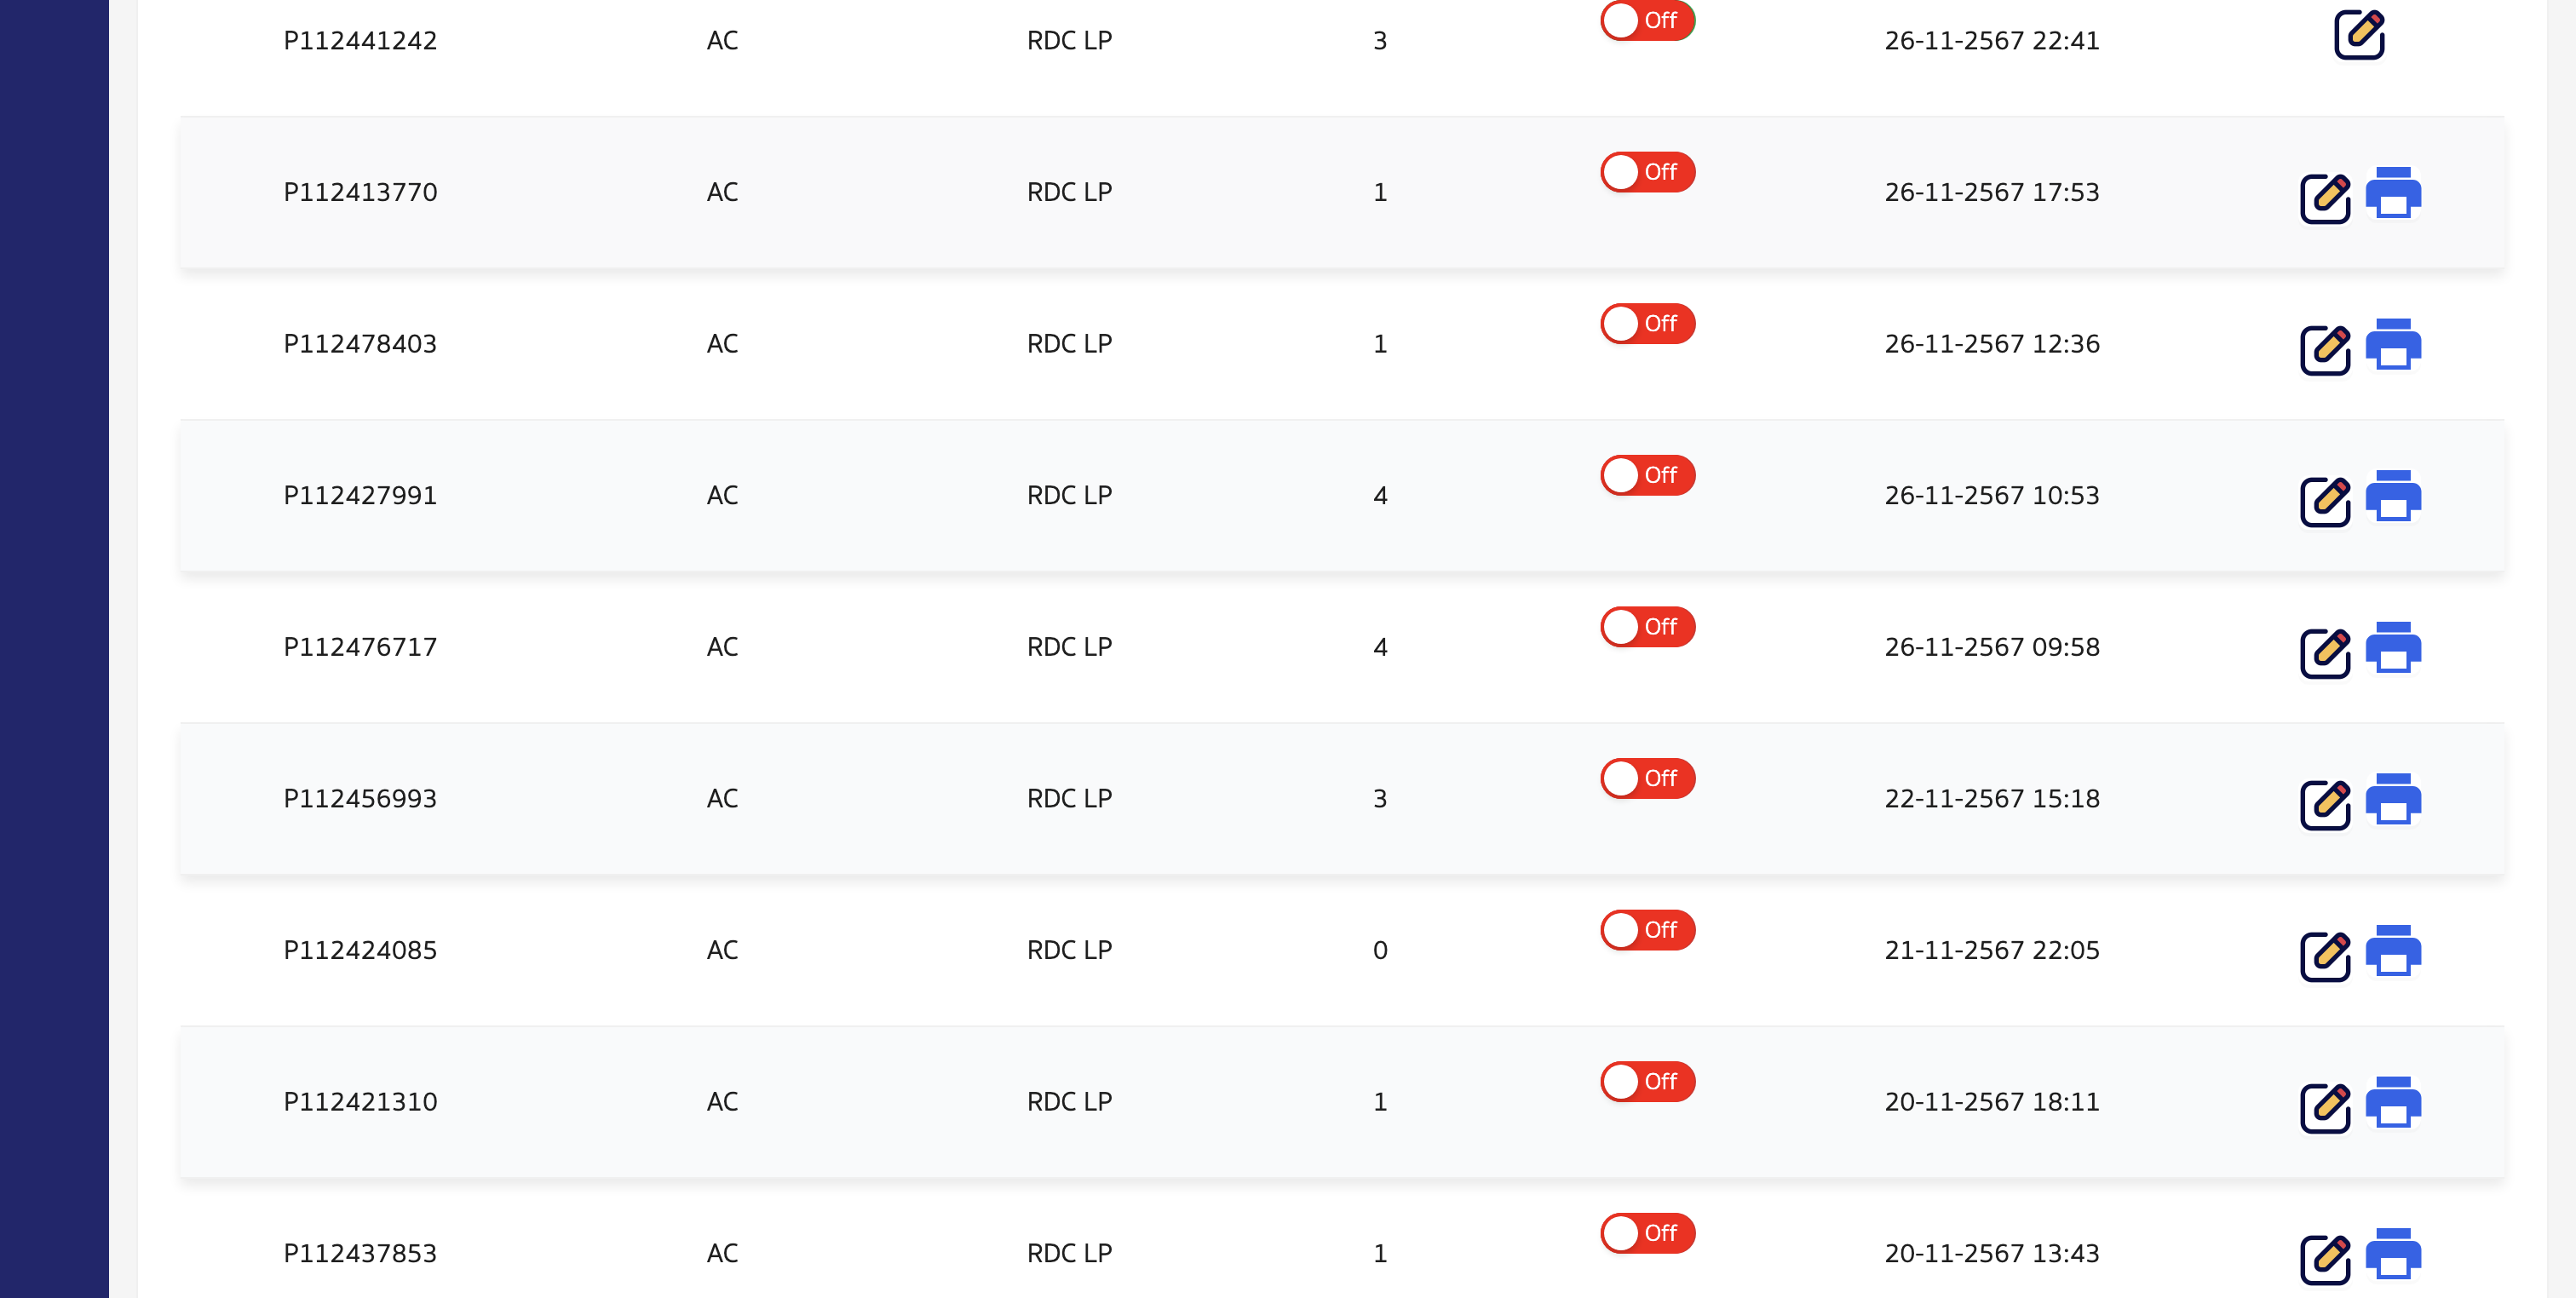 P112441242 AC RDC LP 3 Off 26-11-2567 22:41
P112413770 AC RDC LP 1 Off 26-11-2567 17:53
P112478403 AC RDC LP 1 Off 26-11-2567 12:36
P112427991 AC RDC LP 4 Off 26-11-2567 10:53
P112476717 AC RDC LP 4 Off 26-11-2567 09:58
P112456993 AC RDC LP 3 Off 22-11-2567 15:18
P112424085 AC RDC LP 0 Off 21-11-2567 22:05
P112421310 AC RDC LP 1 Off 20-11-2567 18:11
P112437853 AC RDC LP 1 Off 20-11-2567 13:43